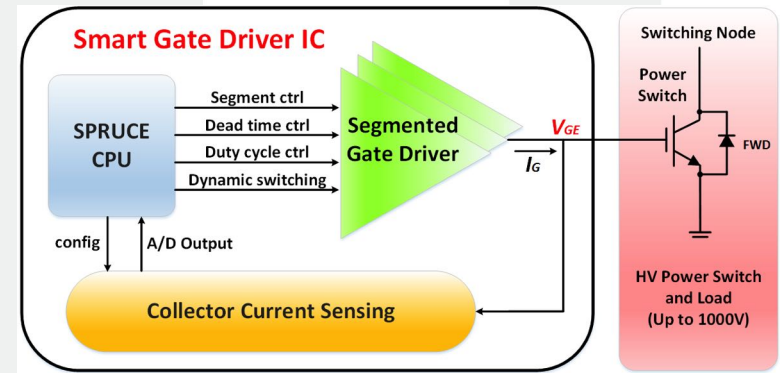 Smart Gate Driver IC
SPRUCE
CPU
Segment ctrl
Dead time ctrl
Duty cycle ctrl
Dynamic switching
Segmented
Gate Driver
VGE
IG
config
A/D Output
Collector Current Sensing
Switching Node
Power
Switch
FWD
HV Power Switch
and Load
(Up to 1000V)